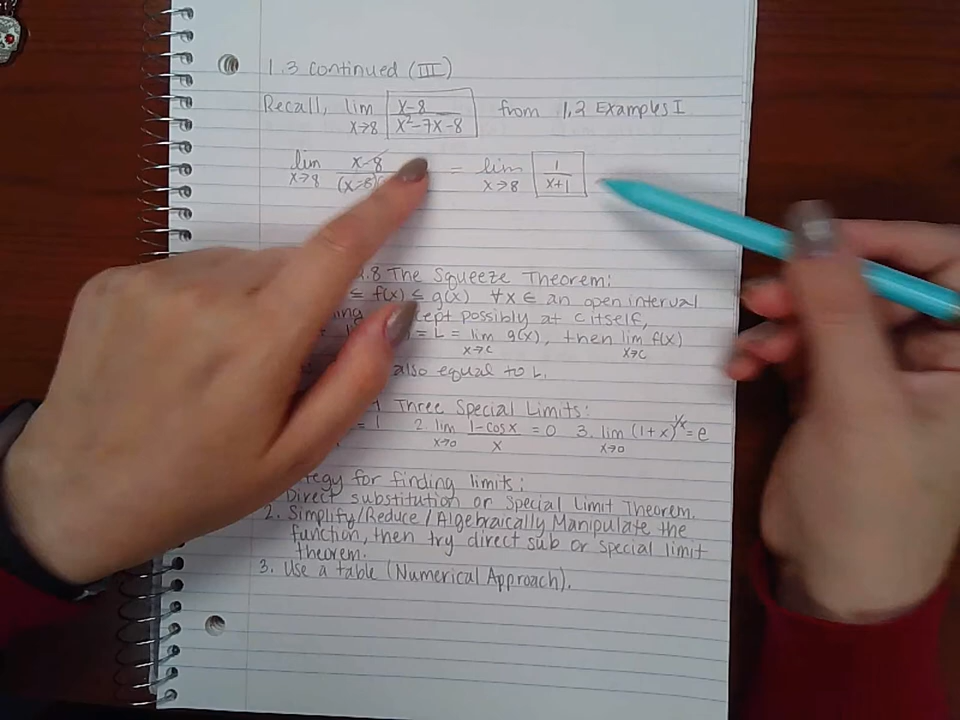 1.3 Continued (III)
Recall, lim x→8 x-8 / x²-7x-8 from 1.2 Examples I
lim x→8 x-8 / (x-8)( = lim x→8 1 / x+1
.8 The Squeeze Theorem:
≤ f(x) ≤ g(x) ∀x ∈ an open interval
possibly at c itself,
= L = lim x→c g(x), then lim x→c f(x)
also equal to L.
Three Special Limits:
= 1 2. lim x→0 1-cosx / x = 0 3. lim x→0 (1+x)^1/x = e
for finding limits:
Direct substitution or Special Limit Theorem.
2. Simplify/Reduce/Algebraically Manipulate the
function, then try direct sub or special limit
theorem.
3. Use a table (Numerical Approach).